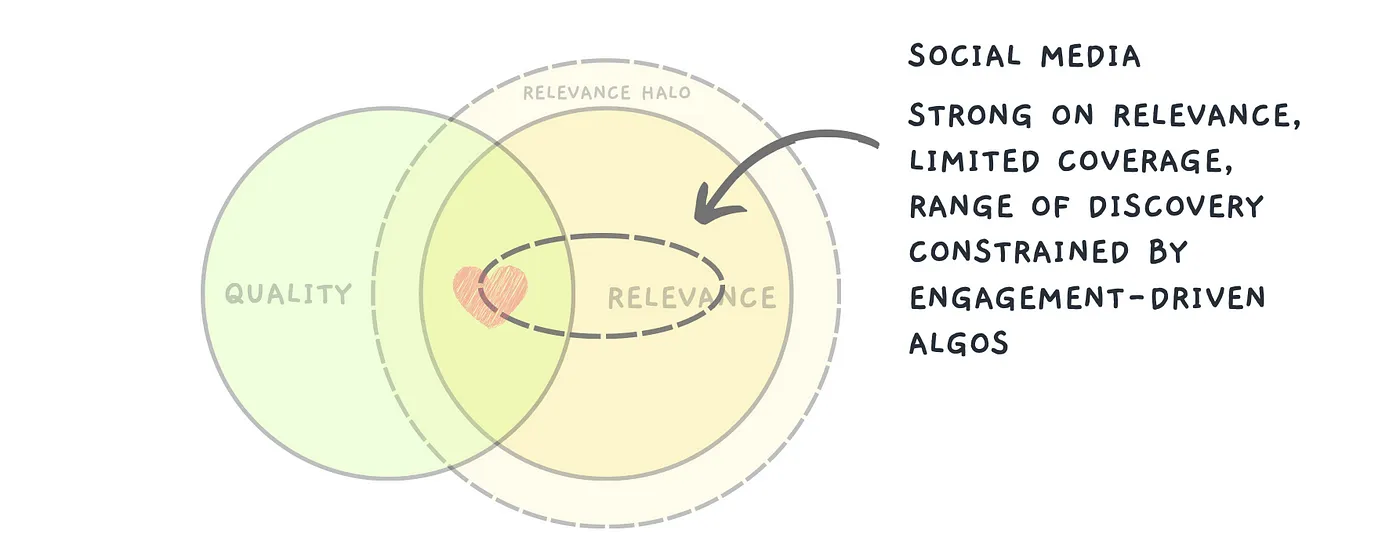 RELEVANCE HALO
QUALITY
RELEVANCE
SOCIAL MEDIA
STRONG ON RELEVANCE,
LIMITED COVERAGE,
RANGE OF DISCOVERY
CONSTRAINED BY
ENGAGEMENT-DRIVEN
ALGOS